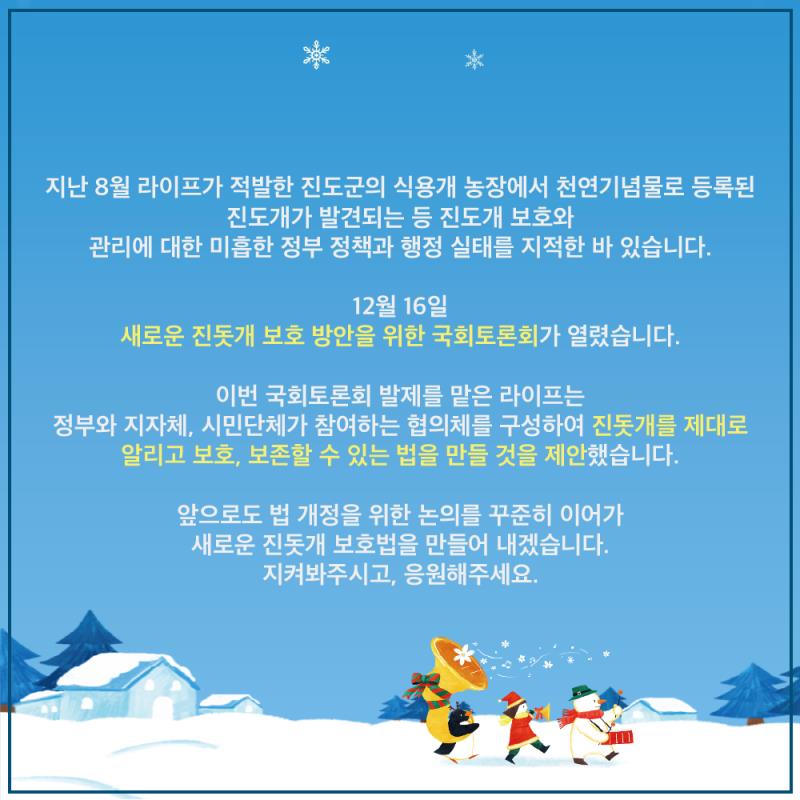 지난 8월 라이프가 적발한 진도군의 식용개 농장에서 천연기념물로 등록된
진도개가 발견되는 등 진도개 보호와
관리에 대한 미흡한 정부 정책과 행정 실태를 지적한 바 있습니다.
12월 16일
새로운 진돗개 보호 방안을 위한 국회토론회가 열렸습니다.
이번 국회토론회 발제를 맡은 라이프는
정부와 지자체, 시민단체가 참여하는 협의체를 구성하여 진돗개를 제대로
알리고 보호, 보존할 수 있는 법을 만들 것을 제안했습니다.
앞으로도 법 개정을 위한 논의를 꾸준히 이어가
새로운 진돗개 보호법을 만들어 내겠습니다.
지켜봐주시고, 응원해주세요.